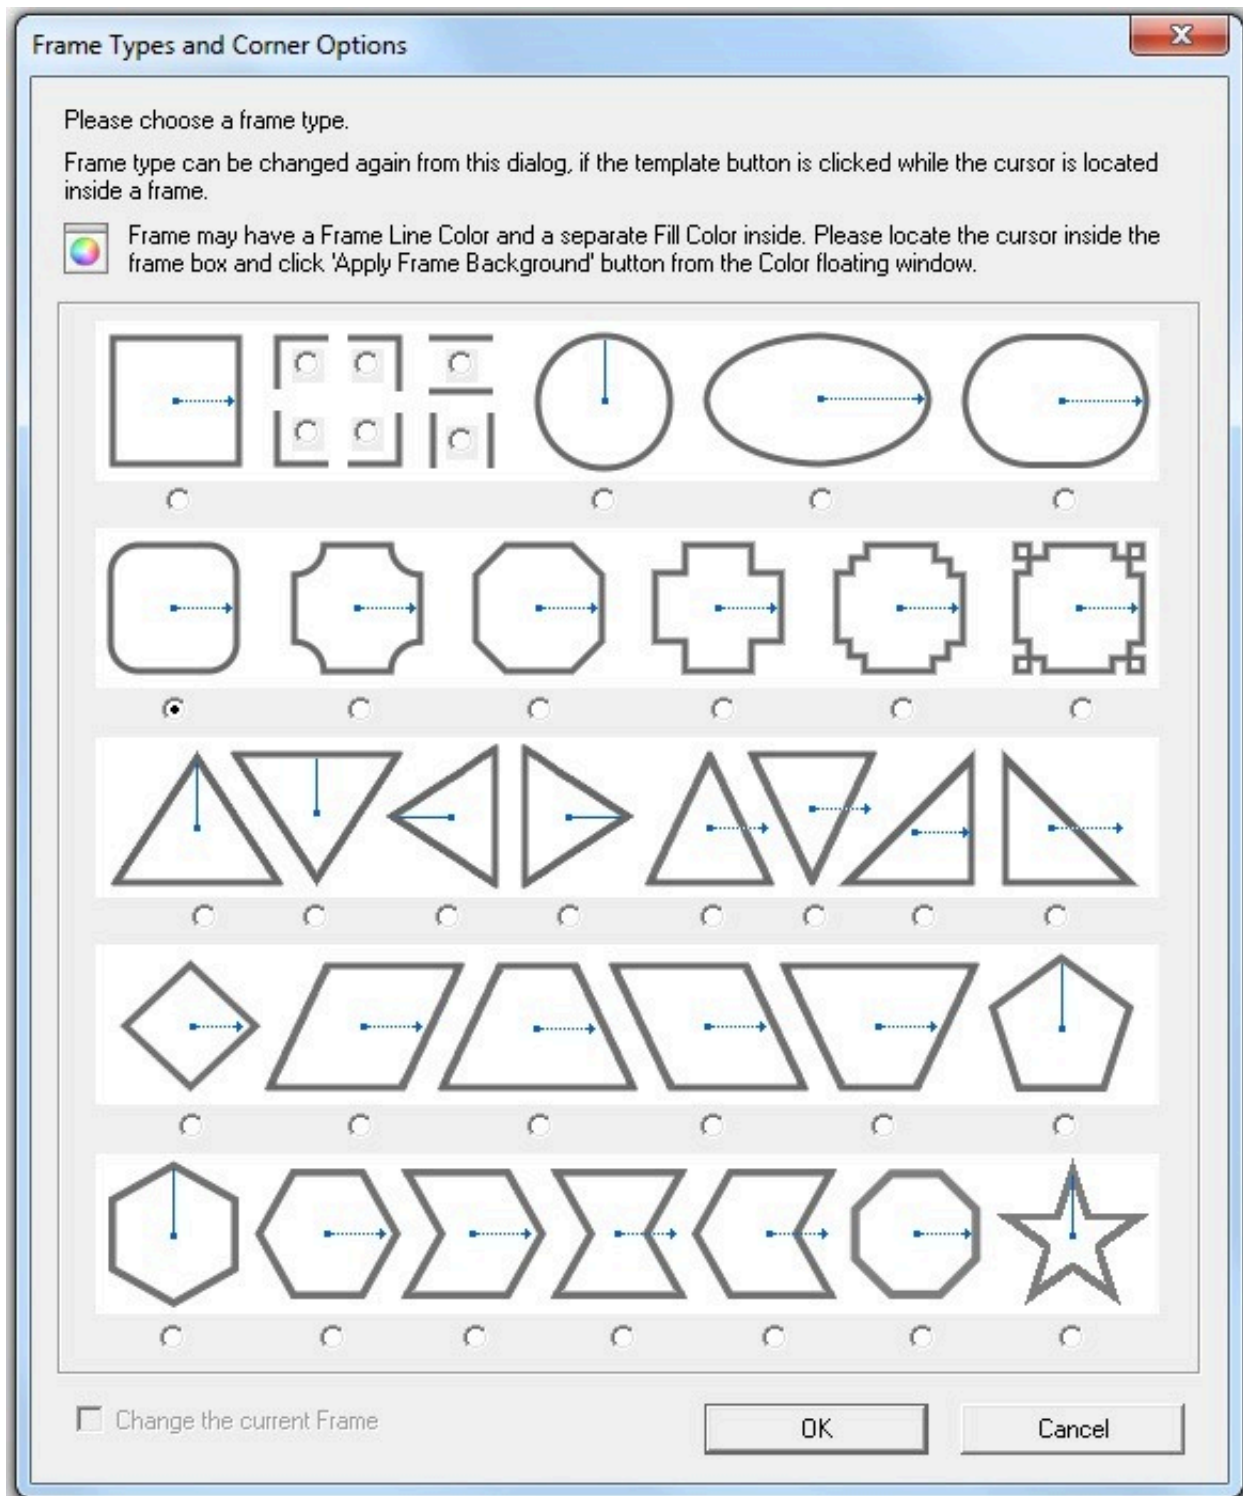 Frame Types and Corner Options
Please choose a frame type.
Frame type can be changed again from this dialog, if the template button is clicked while the cursor is located
inside a frame.
Frame may have a Frame Line Color and a separate Fill Color inside. Please locate the cursor inside the
frame box and click 'Apply Frame Background' button from the Color floating window.
Change the current Frame
OK
Cancel